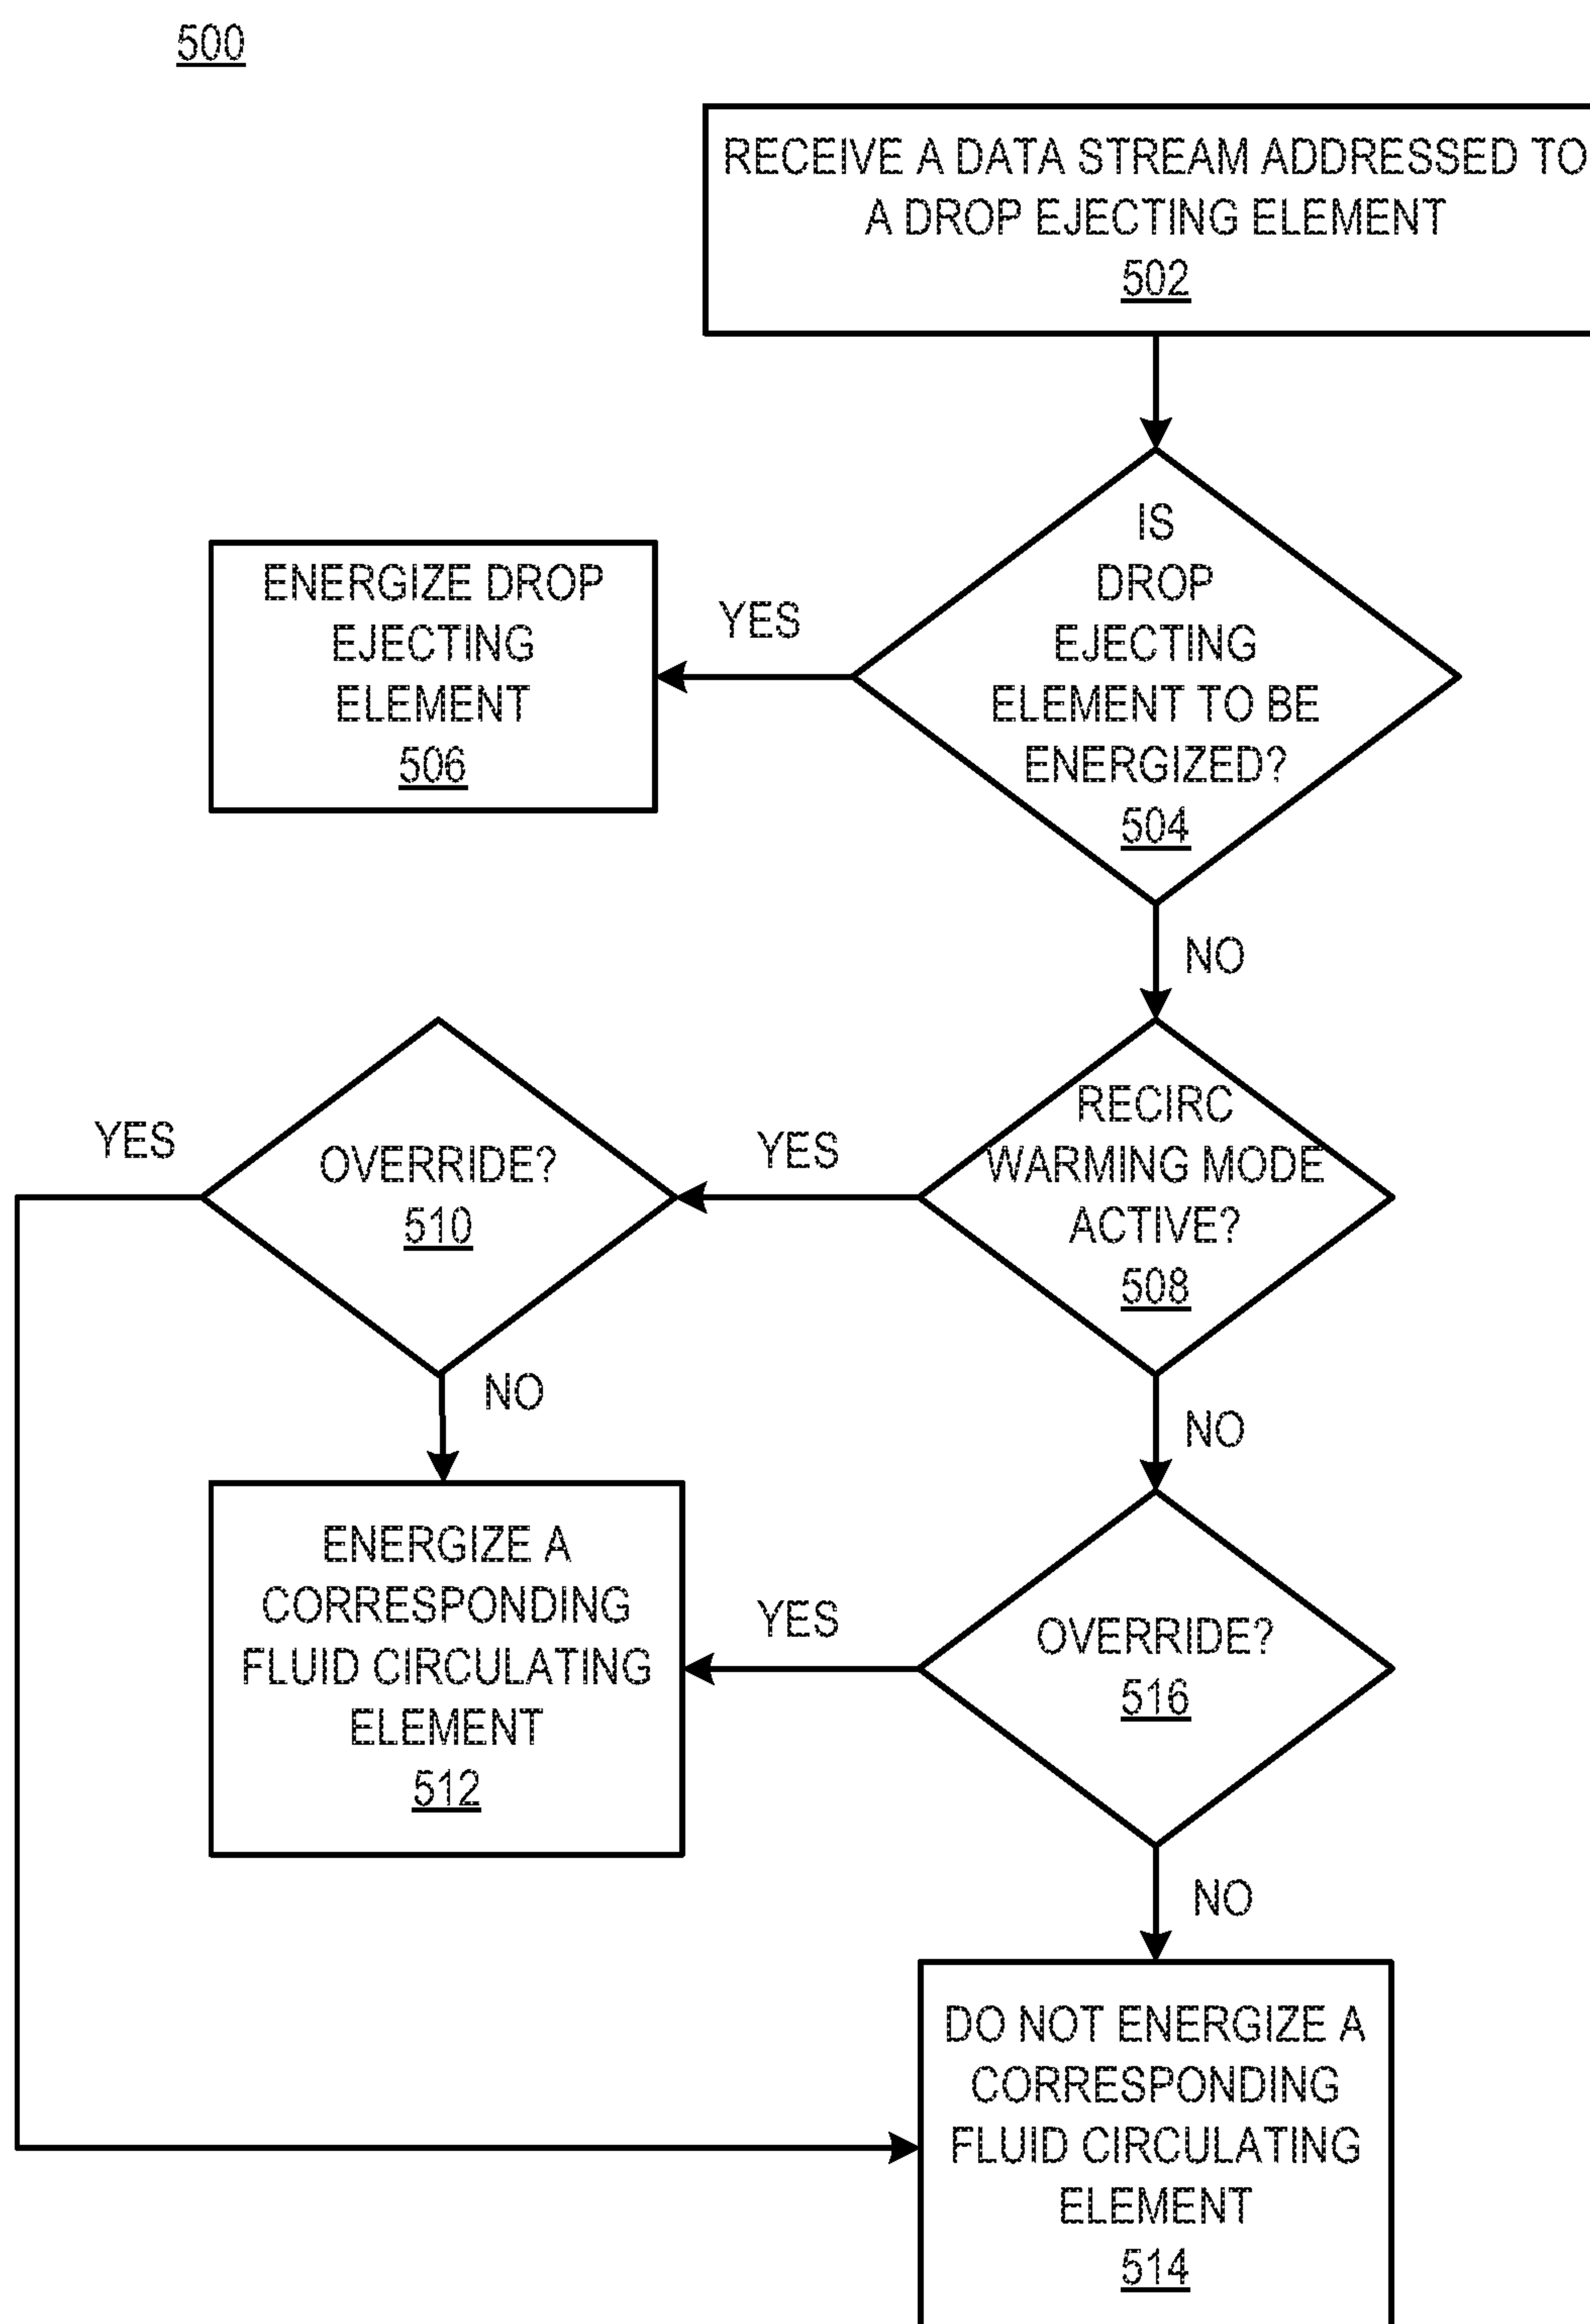 500
RECEIVE A DATA STREAM ADDRESSED TO
A DROP EJECTING ELEMENT
502
IS
DROP
EJECTING
ELEMENT TO BE
ENERGIZED?
504
YES
ENERGIZE DROP
EJECTING
ELEMENT
506
NO
RECIRC
WARMING MODE
ACTIVE?
508
YES
OVERRIDE?
510
YES
NO
NO
ENERGIZE A
CORRESPONDING
FLUID CIRCULATING
ELEMENT
512
YES
OVERRIDE?
516
NO
DO NOT ENERGIZE A
CORRESPONDING
FLUID CIRCULATING
ELEMENT
514